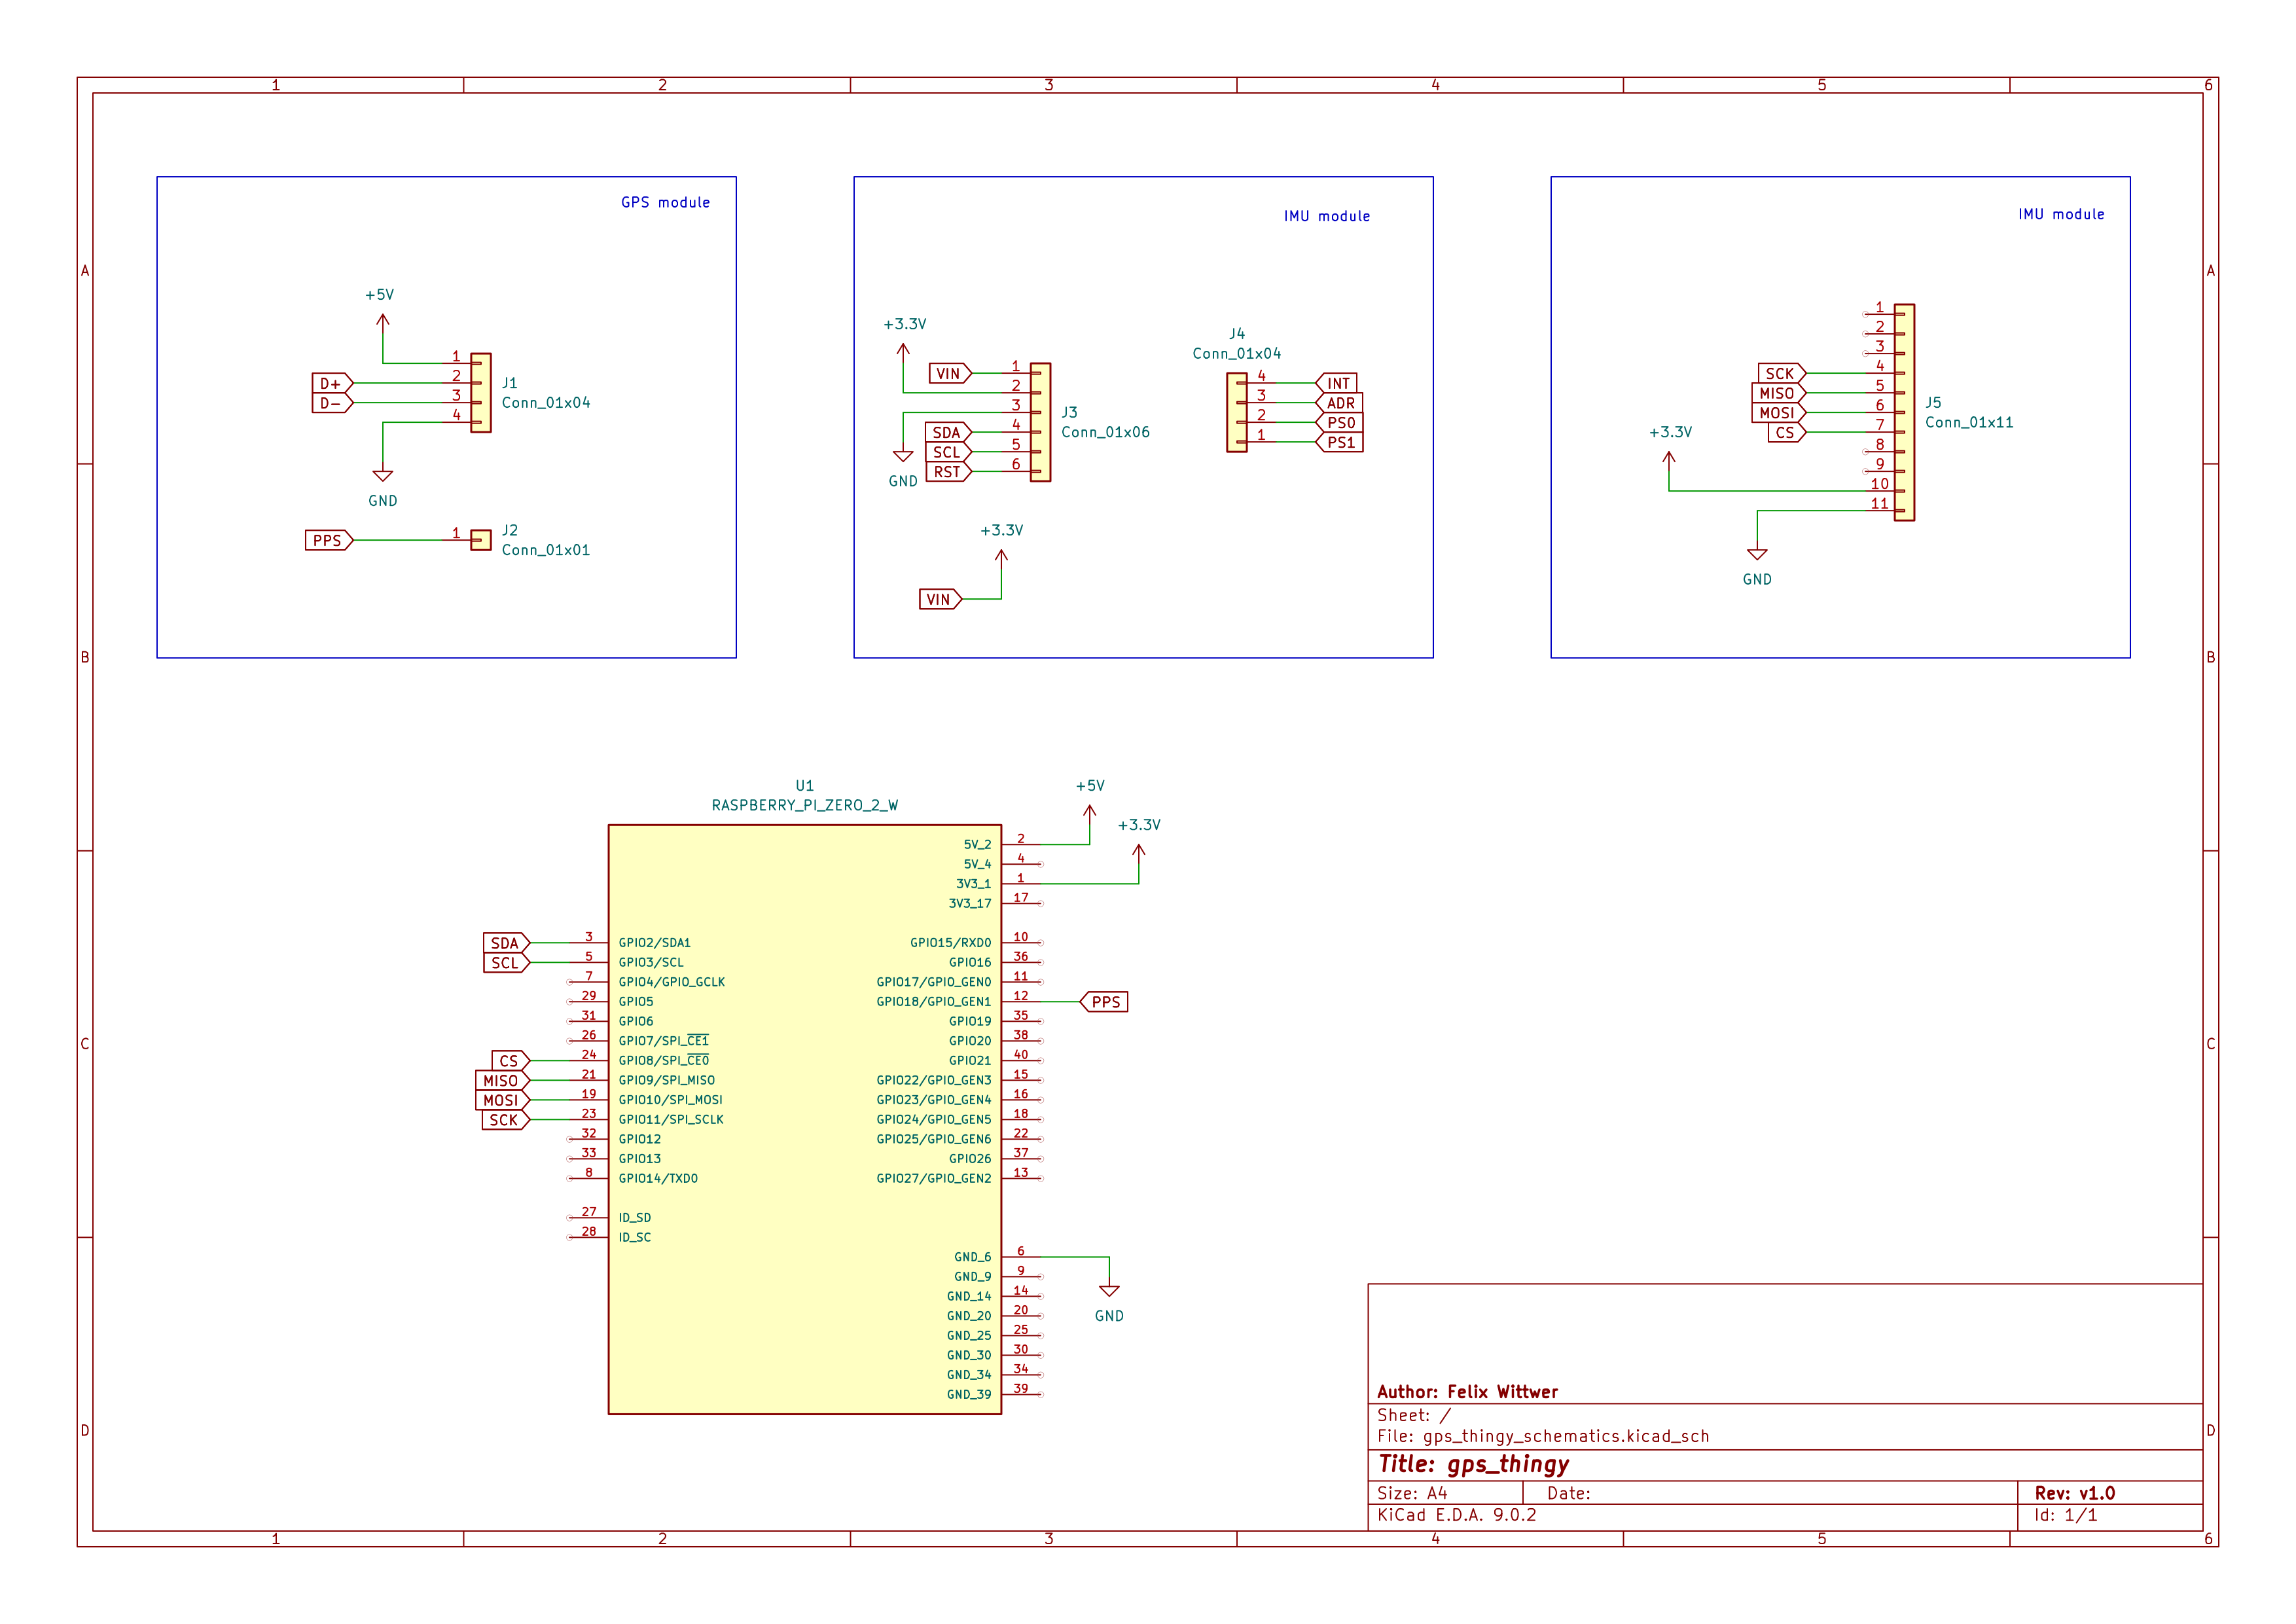 1 2 3 4 5 6
A
B
C
D
A
B
C
D
GPS module
+5V
D+
D-
1
2
3
4
J1
Conn_01x04
GND
PPS
1
J2
Conn_01x01
IMU module
+3.3V
VIN
SDA
SCL
RST
GND
1
2
3
4
5
6
J3
Conn_01x06
J4
Conn_01x04
4
3
2
1
INT
ADR
PS0
PS1
+3.3V
VIN
IMU module
1
2
3
4
5
6
7
8
9
10
11
SCK
MISO
MOSI
CS
+3.3V
GND
J5
Conn_01x11
U1
RASPBERRY_PI_ZERO_2_W
+5V
+3.3V
5V_2 2
5V_4 4
3V3_1 1
3V3_17 17
SDA 3 GPIO2/SDA1
SCL 5 GPIO3/SCL
7 GPIO4/GPIO_GCLK
29 GPIO5
31 GPIO6
26 GPIO7/SPI_CE1
CS 24 GPIO8/SPI_CE0
MISO 21 GPIO9/SPI_MISO
MOSI 19 GPIO10/SPI_MOSI
SCK 23 GPIO11/SPI_SCLK
32 GPIO12
33 GPIO13
8 GPIO14/TXD0
27 ID_SD
28 ID_SC
GPIO15/RXD0 10
GPIO16 36
GPIO17/GPIO_GEN0 11
GPIO18/GPIO_GEN1 12 PPS
GPIO19 35
GPIO20 38
GPIO21 40
GPIO22/GPIO_GEN3 15
GPIO23/GPIO_GEN4 16
GPIO24/GPIO_GEN5 18
GPIO25/GPIO_GEN6 22
GPIO26 37
GPIO27/GPIO_GEN2 13
GND_6 6
GND_9 9
GND_14 14
GND_20 20
GND_25 25
GND_30 30
GND_34 34
GND_39 39
GND
Author: Felix Wittwer
Sheet: /
File: gps_thingy_schematics.kicad_sch
Title: gps_thingy
Size: A4 Date: Rev: v1.0
KiCad E.D.A. 9.0.2 Id: 1/1
1 2 3 4 5 6